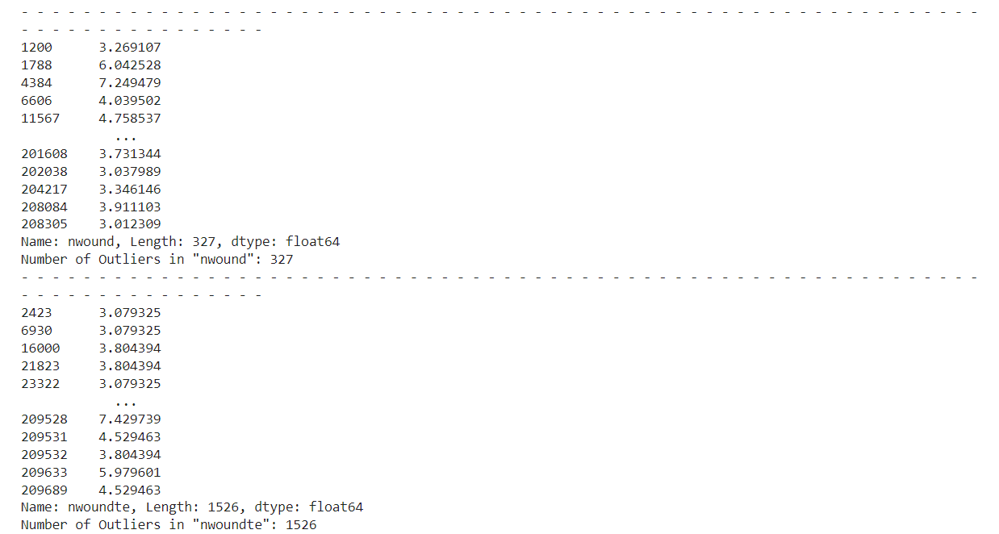 - - - - - - - - - - - - - - - - - - - - - - - - - - - - - - - - - - - - - - - - - - - - - - - - - - - - - - - - - - - - - -
- - - - - - - - - - - - - - - -
1200      3.269107
1788      6.042528
4384      7.249479
6606      4.039502
11567     4.758537
            ...
201608    3.731344
202038    3.037989
204217    3.346146
208084    3.911103
208305    3.012309
Name: nwound, Length: 327, dtype: float64
Number of Outliers in "nwound": 327
- - - - - - - - - - - - - - - - - - - - - - - - - - - - - - - - - - - - - - - - - - - - - - - - - - - - - - - - - - - - - -
- - - - - - - - - - - - - - - -
2423      3.079325
6930      3.079325
16000     3.804394
21823     3.804394
23322     3.079325
            ...
209528    7.429739
209531    4.529463
209532    3.804394
209633    5.979601
209689    4.529463
Name: nwoundte, Length: 1526, dtype: float64
Number of Outliers in "nwoundte": 1526